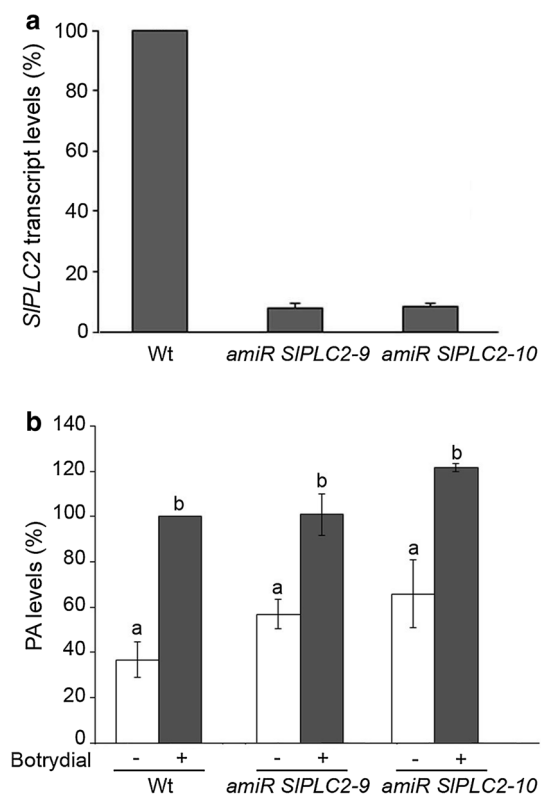 a
SlPLC2 transcript levels (%)
100
80
60
40
20
0
Wt amiR SlPLC2-9 amiR SlPLC2-10
b
PA levels (%)
140
120
100
80
60
40
20
0
a b a b a b
Botrydial - + - + - +
Wt amiR SlPLC2-9 amiR SlPLC2-10